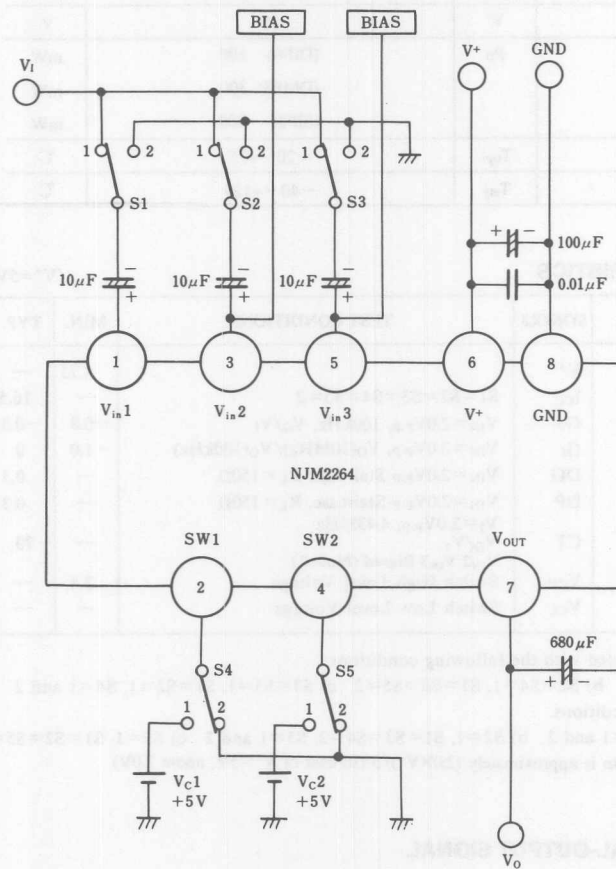 BIAS BIAS
V+ GND
VI
1 2 1 2 1 2
S1 S2 S3
+ − 100μF
10μF − + 10μF − + 10μF − + 0.01μF
1 3 5 6 8
Vin1 Vin2 Vin3 V+ GND
NJM2264
SW1 SW2 VOUT
2 4 7
680μF
+
S4 S5
1 2 1 2
VC1 VC2
+5V +5V
VO